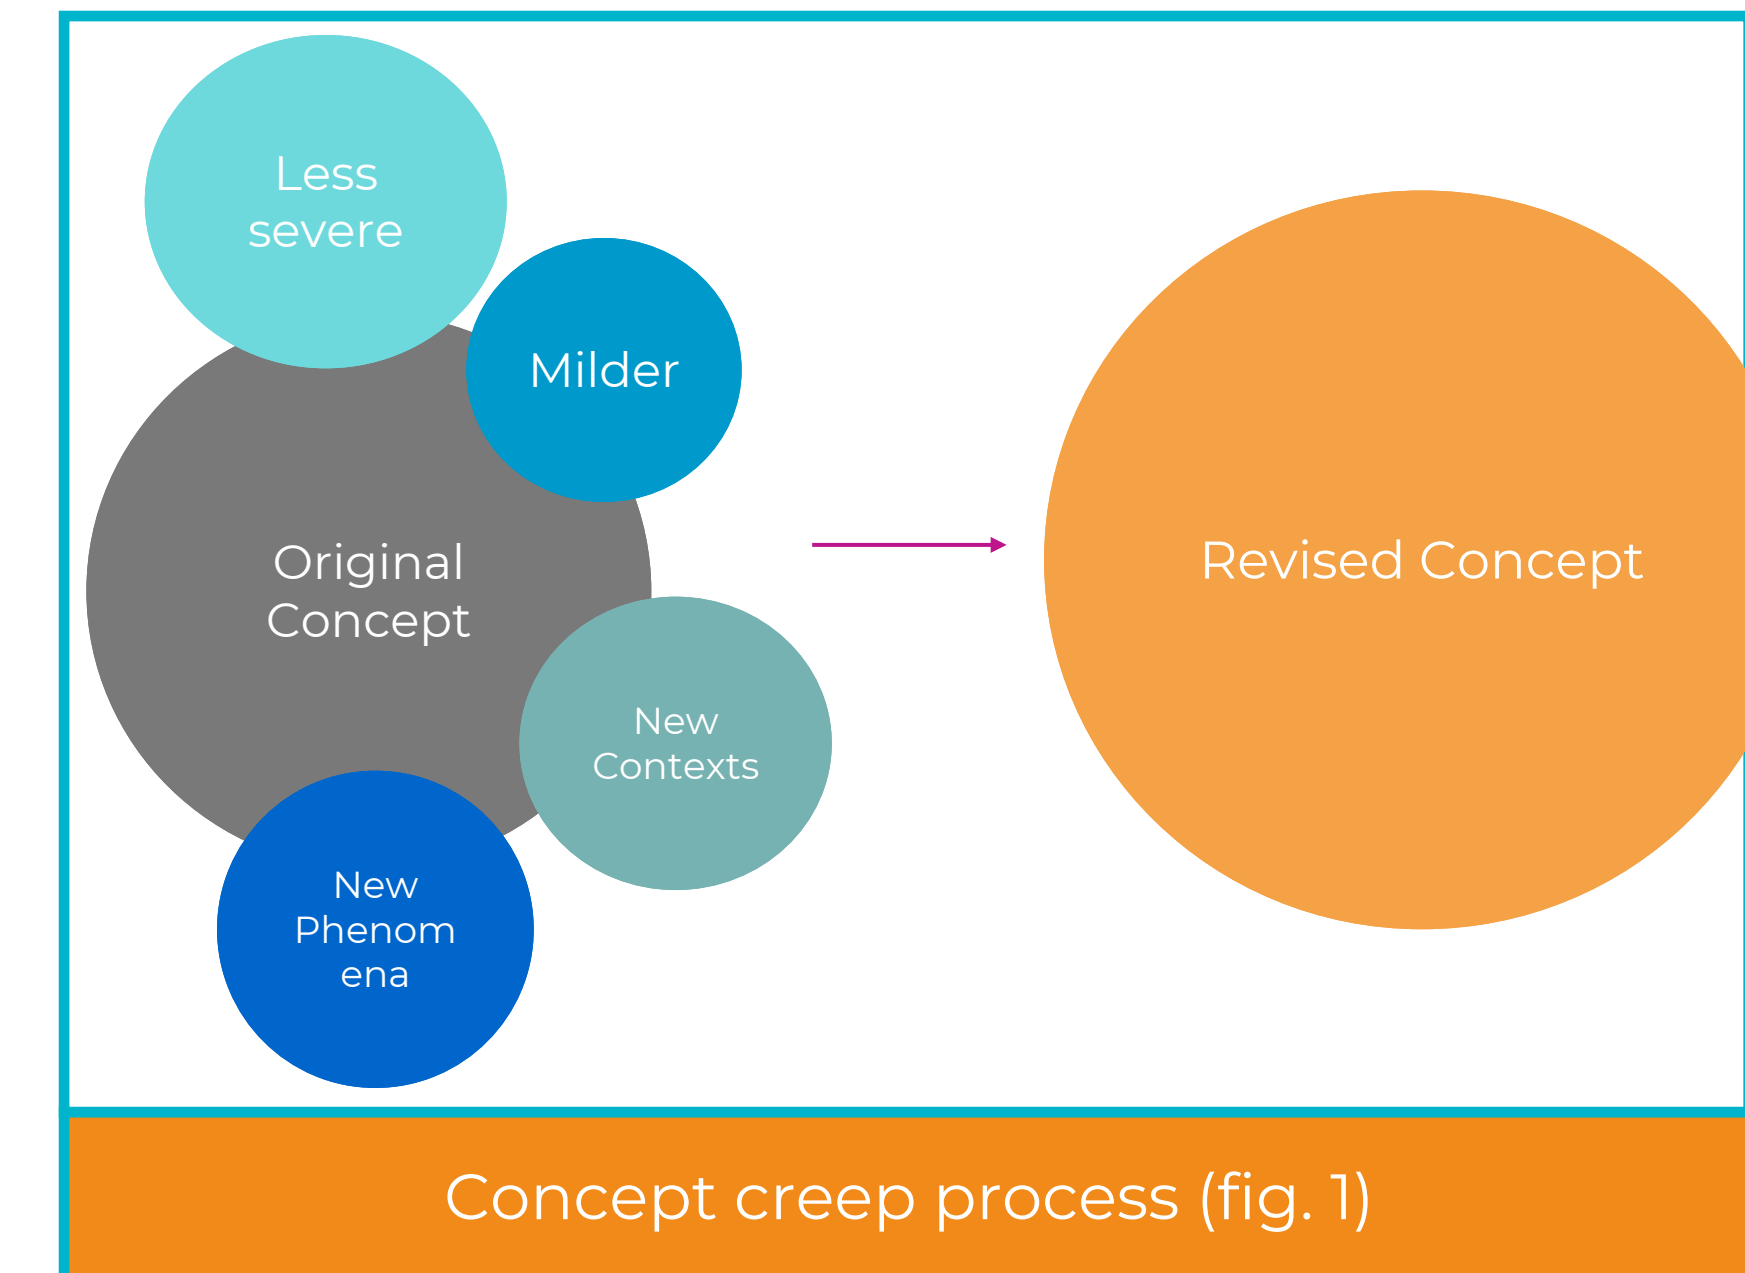 Less
severe
Milder
Original
Concept
New
Contexts
New
Phenom
ena
Revised Concept
Concept creep process (fig. 1)